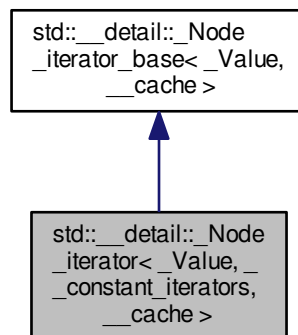 std::__detail::_Node
_iterator_base< _Value,
__cache >
std::__detail::_Node
_iterator< _Value, _
_constant_iterators,
__cache >